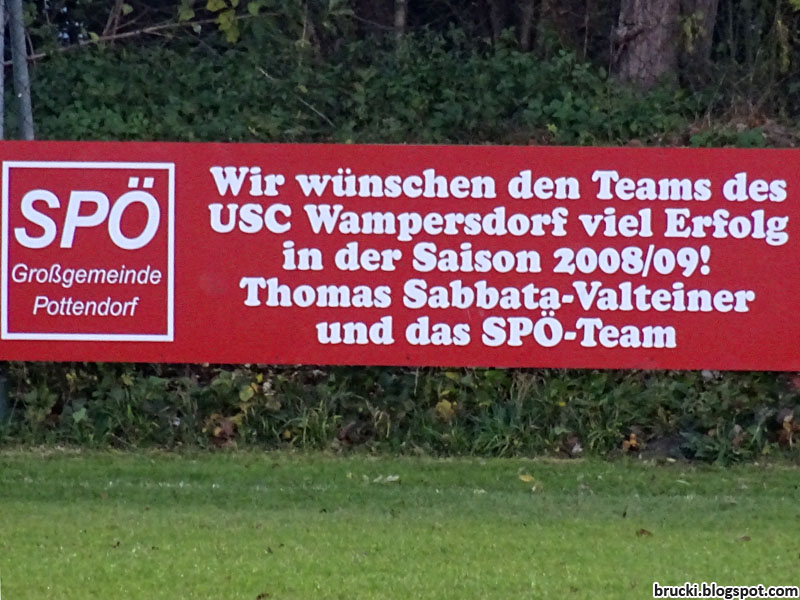 SPÖ
Großgemeinde
Pottendorf
Wir wünschen den Teams des
USC Wampersdorf viel Erfolg
in der Saison 2008/09!
Thomas Sabbata-Valteiner
und das SPÖ-Team
brucki.blogspot.com